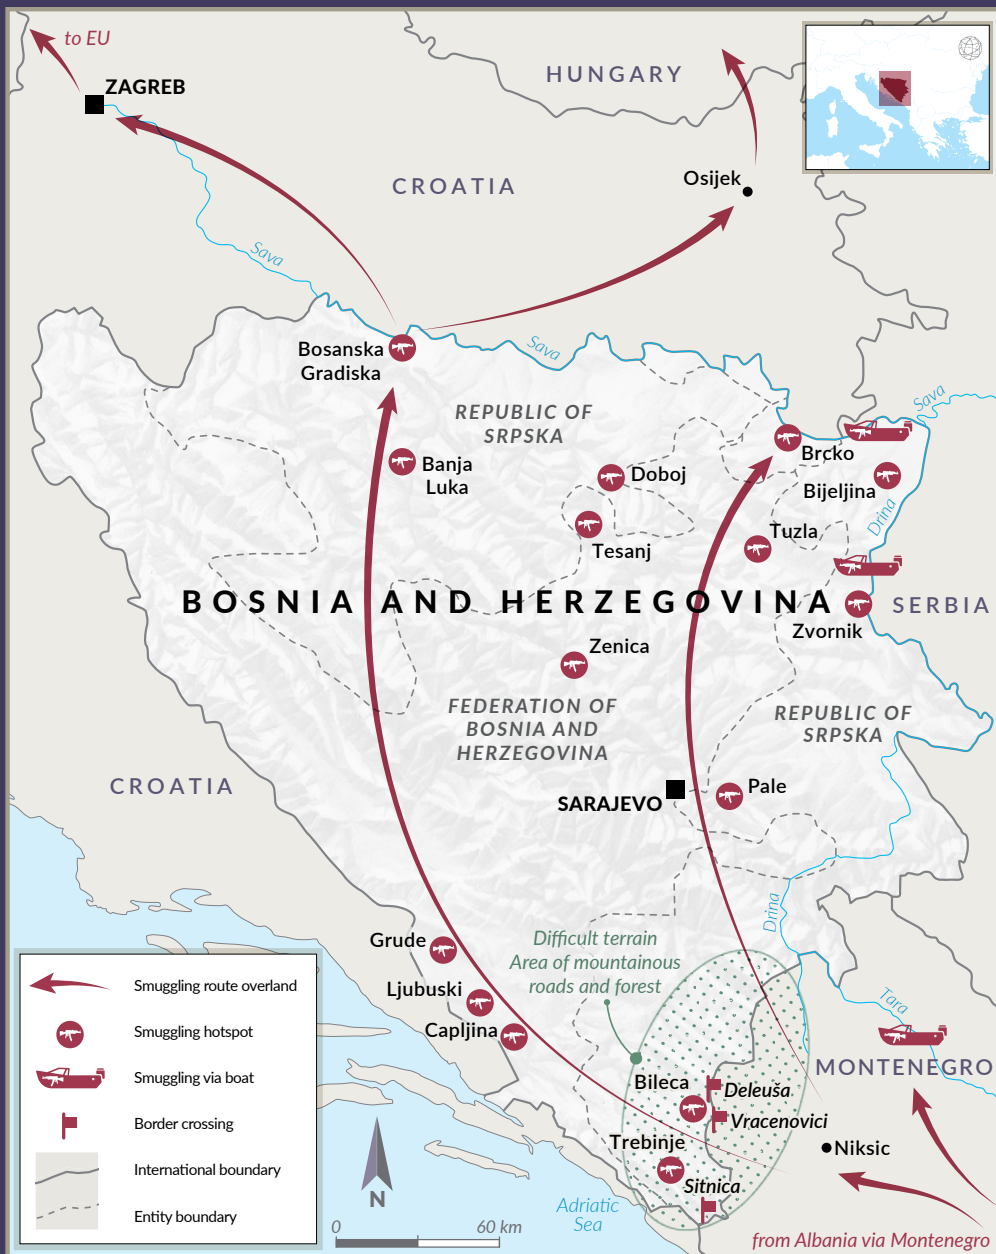 to EU
ZAGREB
HUNGARY
CROATIA
Osijek
Sava
Bosanska
Gradiska
Sava
REPUBLIC OF
SRPSKA
Sava
Brcko
Banja
Luka
Doboj
Bijeljina
Drina
Tesanj
Tuzla
BOSNIA AND HERZEGOVINA
SERBIA
Zvornik
Zenica
FEDERATION OF
BOSNIA AND
HERZEGOVINA
REPUBLIC OF
SRPSKA
CROATIA
SARAJEVO
Pale
Drina
Grude
Difficult terrain
Area of mountainous
roads and forest
Ljubuski
Capljina
Tara
MONTENEGRO
Bileca
Deleuša
Vracenovici
Trebinje
Niksic
Sitnica
Adriatic
Sea
from Albania via Montenegro
Smuggling route overland
Smuggling hotspot
Smuggling via boat
Border crossing
International boundary
Entity boundary
N
0 60 km